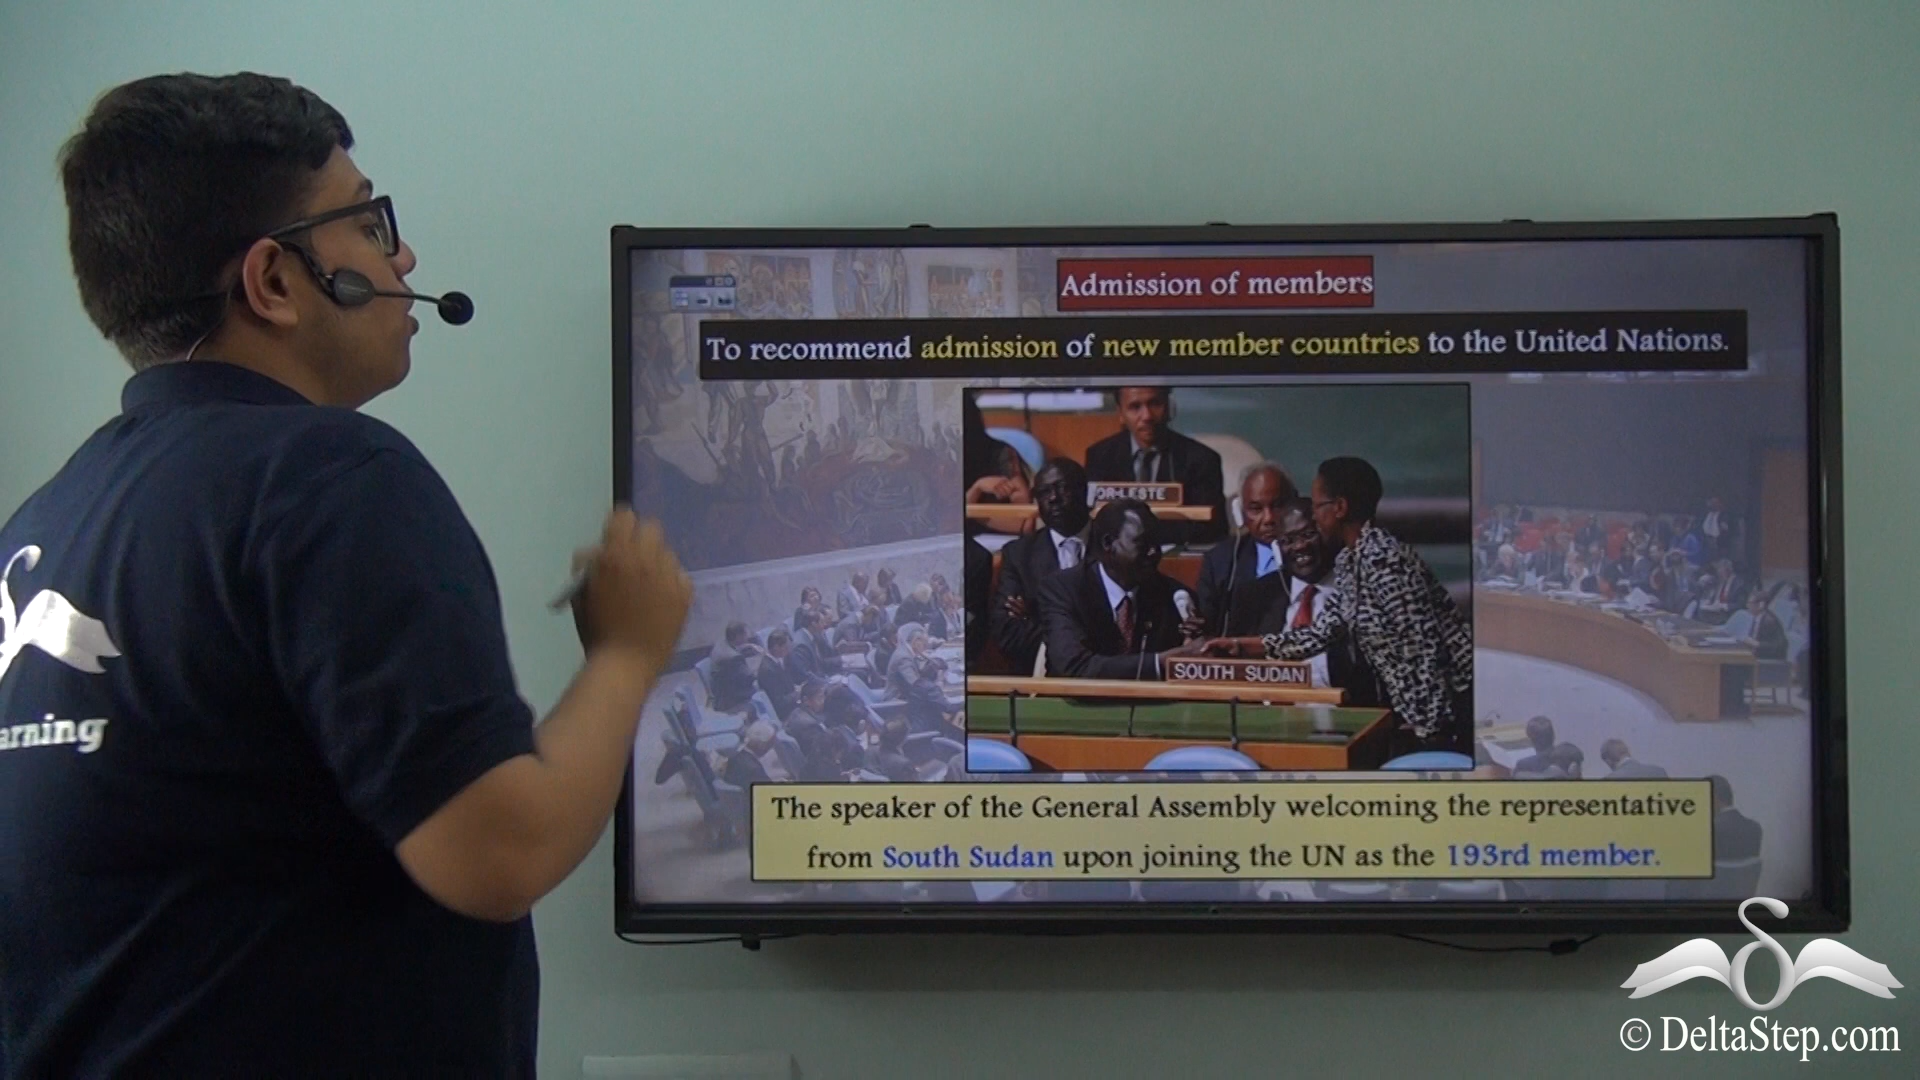 Admission of members
To recommend admission of new member countries to the United Nations.
OR-LESTE
SOUTH SUDAN
The speaker of the General Assembly welcoming the representative
from South Sudan upon joining the UN as the 193rd member.
arning
© DeltaStep.com